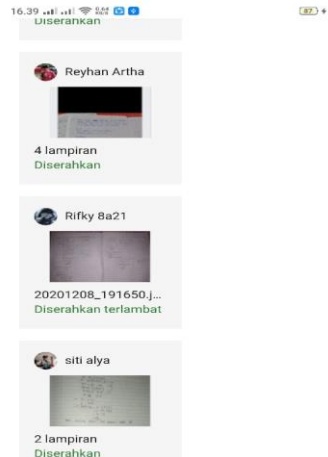 16.39
87
Diserahkan
Reyhan Artha
4 lampiran
Diserahkan
Rifky 8a21
20201208_191650.j...
Diserahkan terlambat
siti alya
2 lampiran
Diserahkan